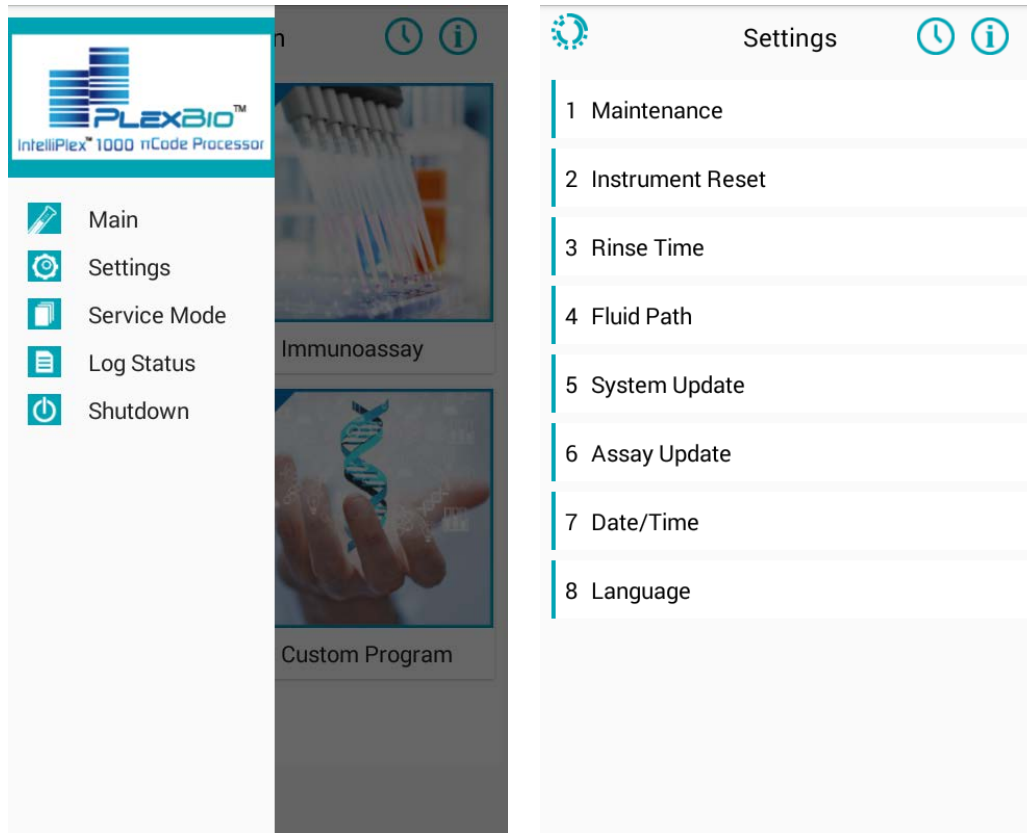 n
PLEXBIO™
IntelliPlex™ 1000 πCode Processor
Main
Settings
Service Mode
Log Status
Shutdown
Immunoassay
Custom Program
Settings
1 Maintenance
2 Instrument Reset
3 Rinse Time
4 Fluid Path
5 System Update
6 Assay Update
7 Date/Time
8 Language